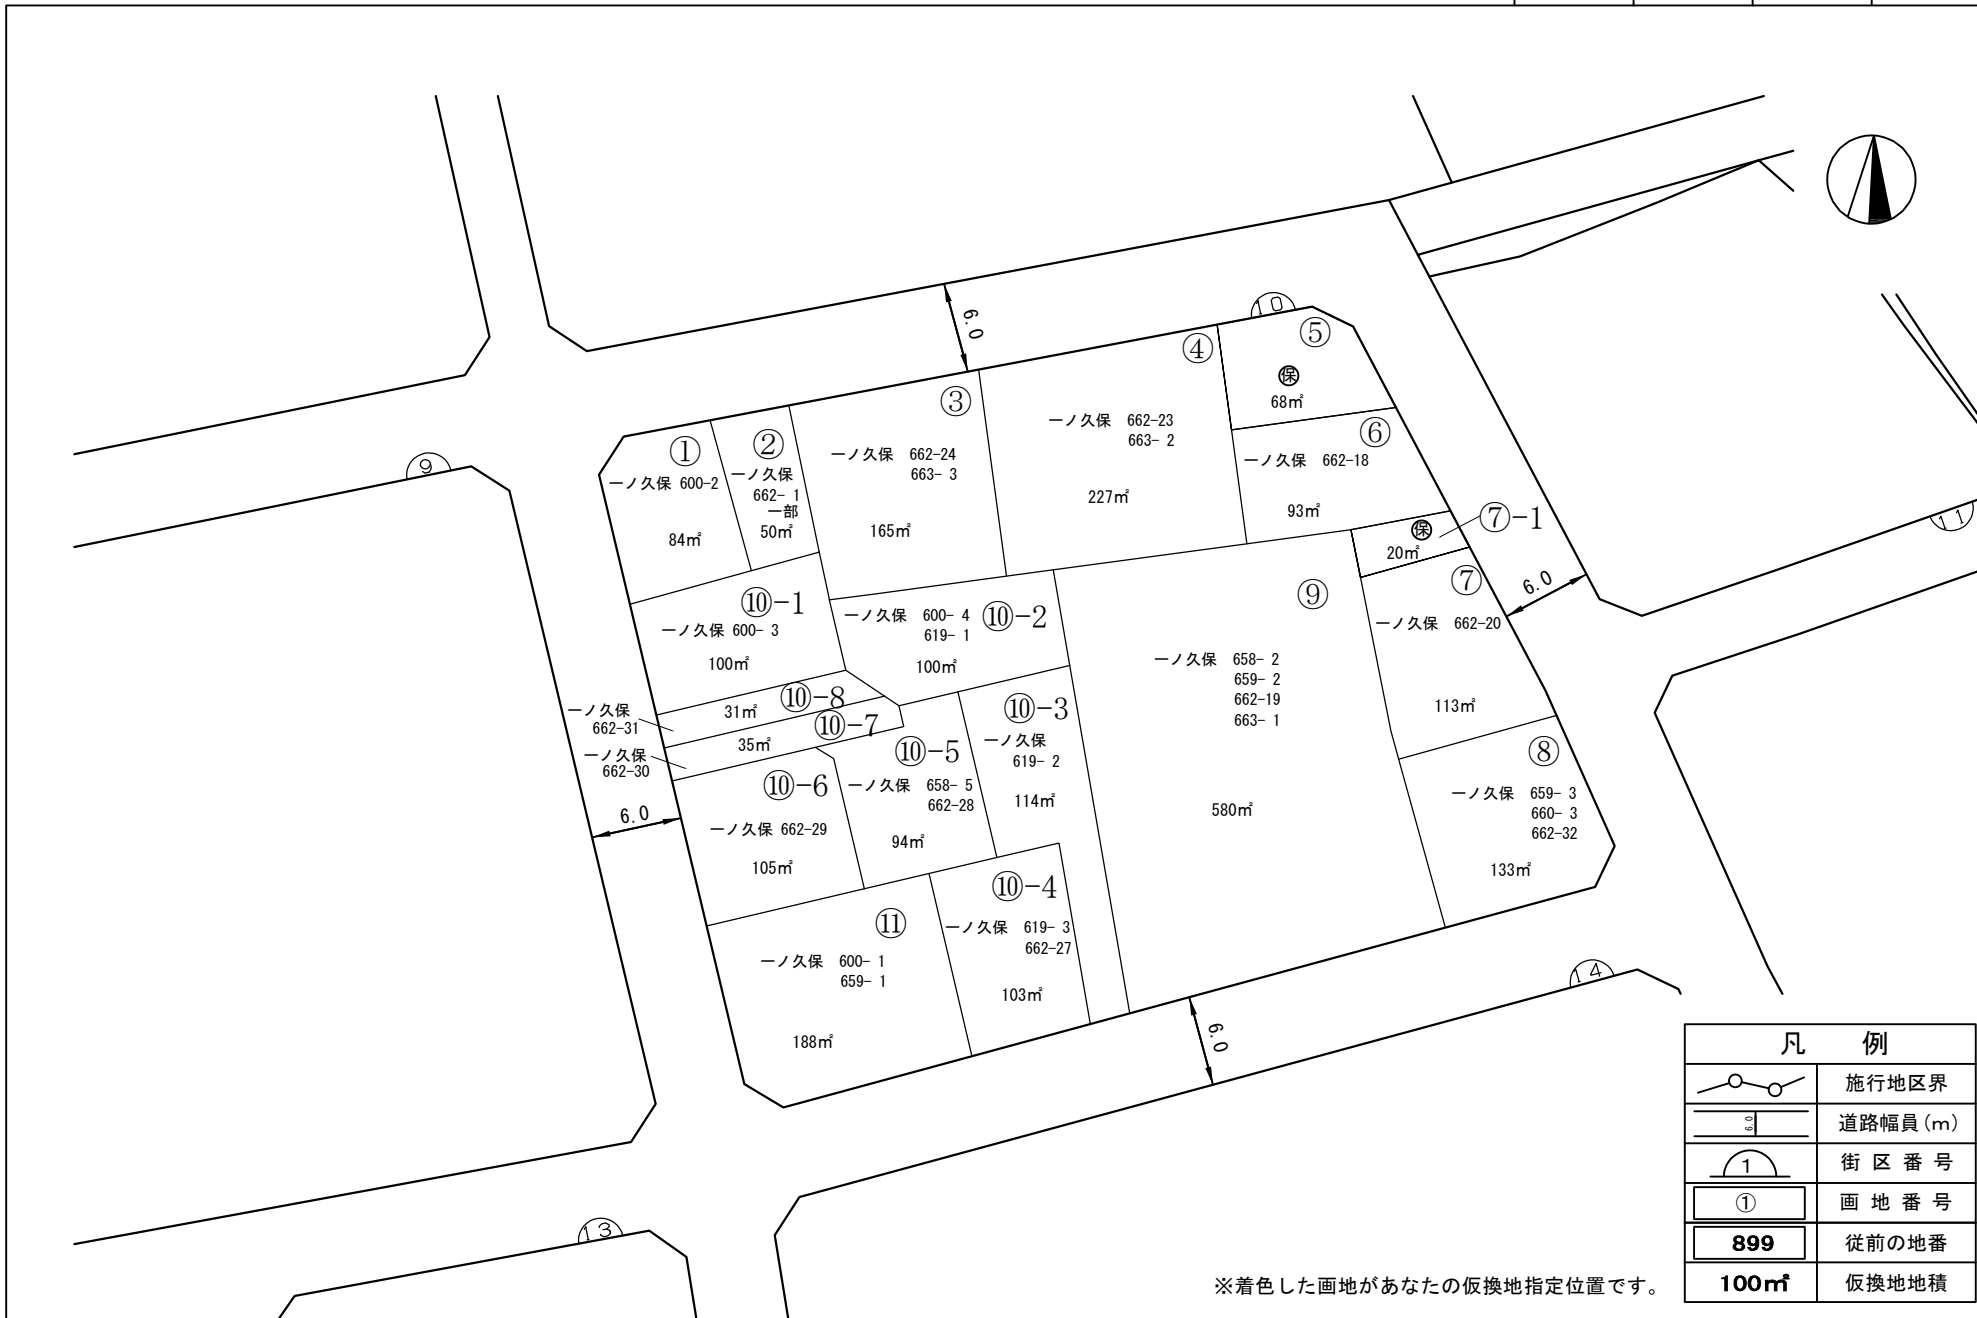 10
6.0
①
一ノ久保 600-2
84㎡
②
一ノ久保
662- 1
一部
50㎡
③
一ノ久保 662-24
663- 3
165㎡
④
一ノ久保 662-23
663- 2
227㎡
⑤
保
68㎡
⑥
一ノ久保 662-18
93㎡
⑦-1
保
20㎡
⑦
一ノ久保 662-20
113㎡
6.0
⑧
一ノ久保 659- 3
660- 3
662-32
133㎡
⑨
一ノ久保 658- 2
659- 2
662-19
663- 1
580㎡
⑩-1
一ノ久保 600- 3
100㎡
⑩-2
一ノ久保 600- 4
619- 1
100㎡
⑩-8
31㎡
一ノ久保
662-31
⑩-7
35㎡
一ノ久保
662-30
⑩-3
一ノ久保
619- 2
114㎡
⑩-5
一ノ久保 658- 5
662-28
94㎡
⑩-6
一ノ久保 662-29
105㎡
⑩-4
一ノ久保 619- 3
662-27
103㎡
⑪
一ノ久保 600- 1
659- 1
188㎡
6.0
6.0
9
11
14
13
凡 例
施行地区界
6.0 道路幅員(m)
1 街区番号
① 画地番号
899 従前の地番
100㎡ 仮換地地積
※着色した画地があなたの仮換地指定位置です。